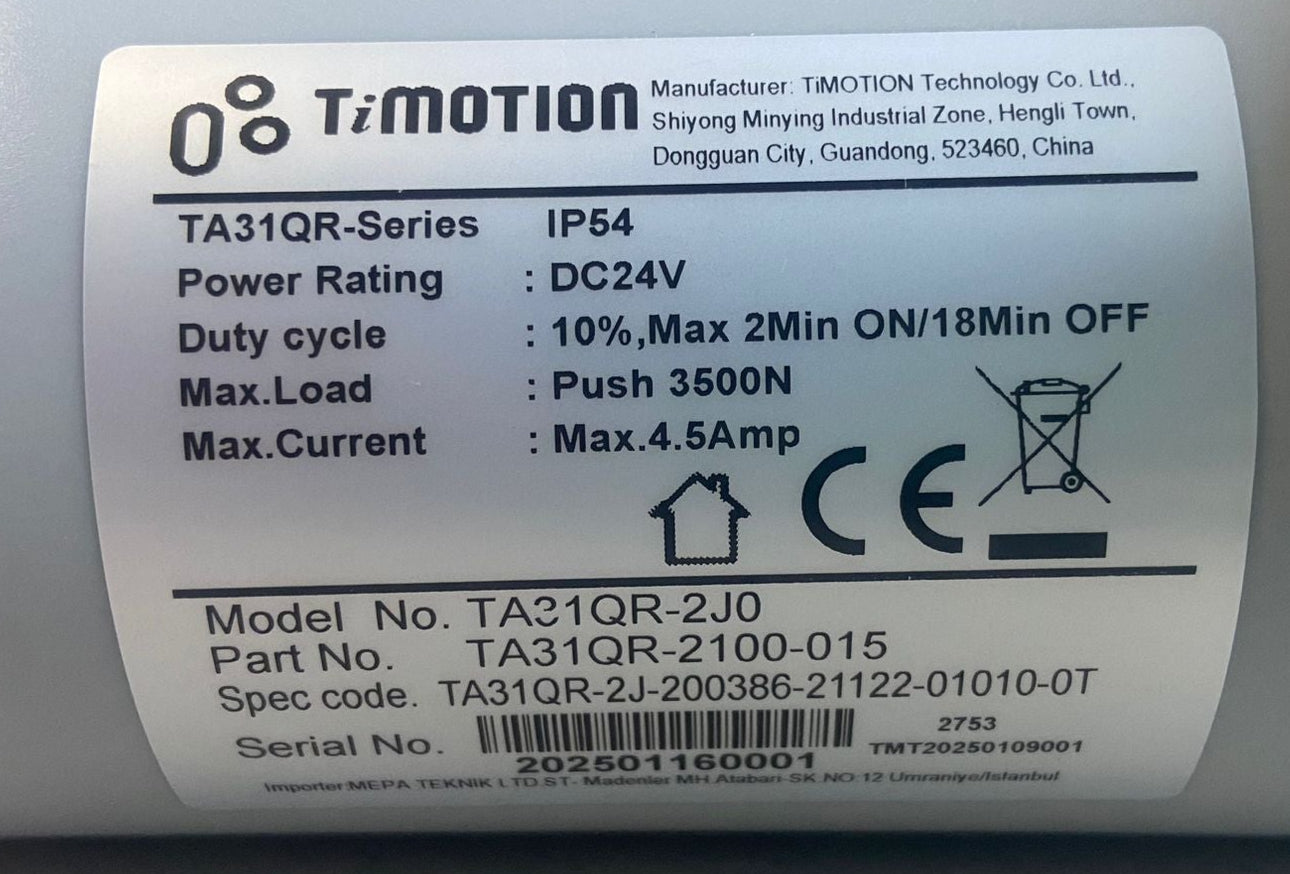 TiMOTION
Manufacturer: TiMOTION Technology Co. Ltd.,
Shiyong Minying Industrial Zone, Hengli Town,
Dongguan City, Guandong, 523460, China
TA31QR-Series IP54
Power Rating : DC24V
Duty cycle : 10%,Max 2Min ON/18Min OFF
Max.Load : Push 3500N
Max.Current : Max.4.5Amp
CE
Model No. TA31QR-2J0
Part No. TA31QR-2100-015
Spec code. TA31QR-2J-200386-21122-01010-0T
Serial No. 202501160001
2753
TMT20250109001
Importer:MEPA TEKNIK LTD.ST- Madenler MH.Atabari-SK.NO:12 Umraniye/Istanbul